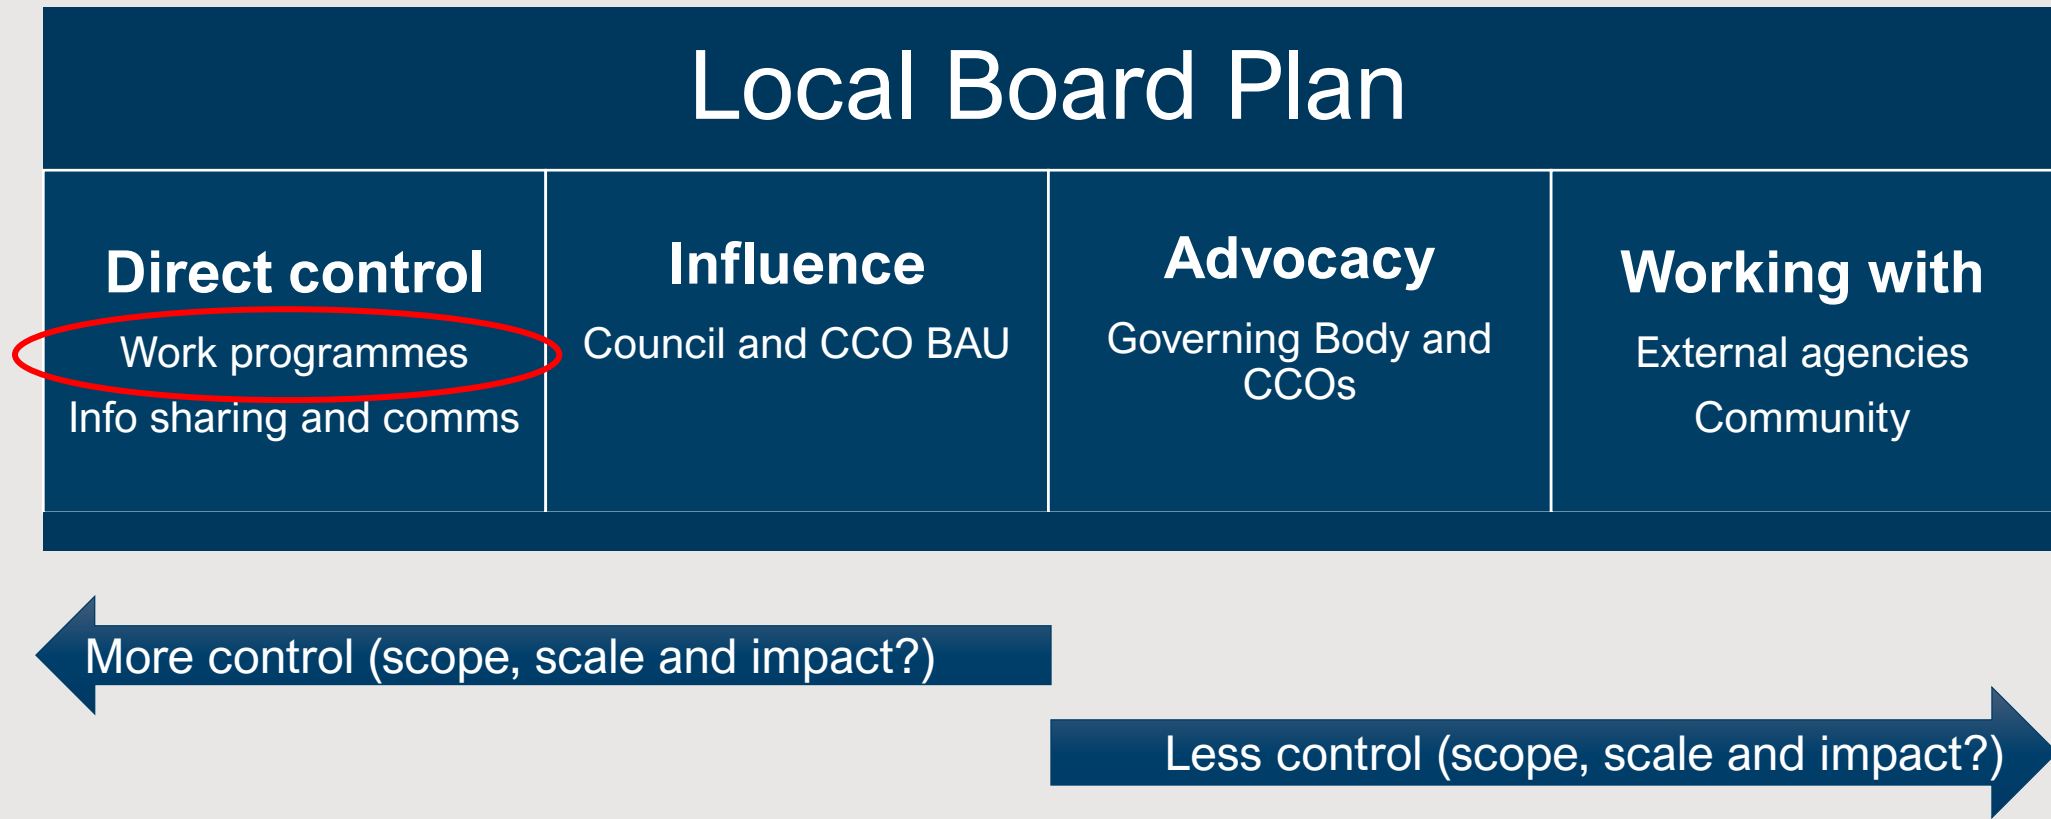 Local Board Plan
Direct control
Work programmes
Info sharing and comms
Influence
Council and CCO BAU
Advocacy
Governing Body and
CCOs
Working with
External agencies
Community
More control (scope, scale and impact?)
Less control (scope, scale and impact?)